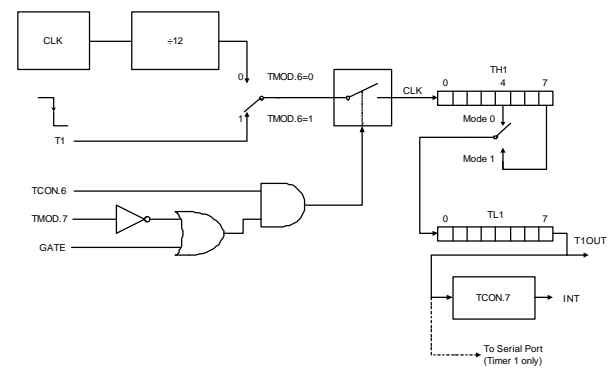 CLK
÷12
0
TMOD.6=0
1
TMOD.6=1
T1
CLK
TH1
0 4 7
Mode 0
Mode 1
TCON.6
TMOD.7
GATE
TL1
0 7
T1OUT
TCON.7
INT
To Serial Port
(Timer 1 only)